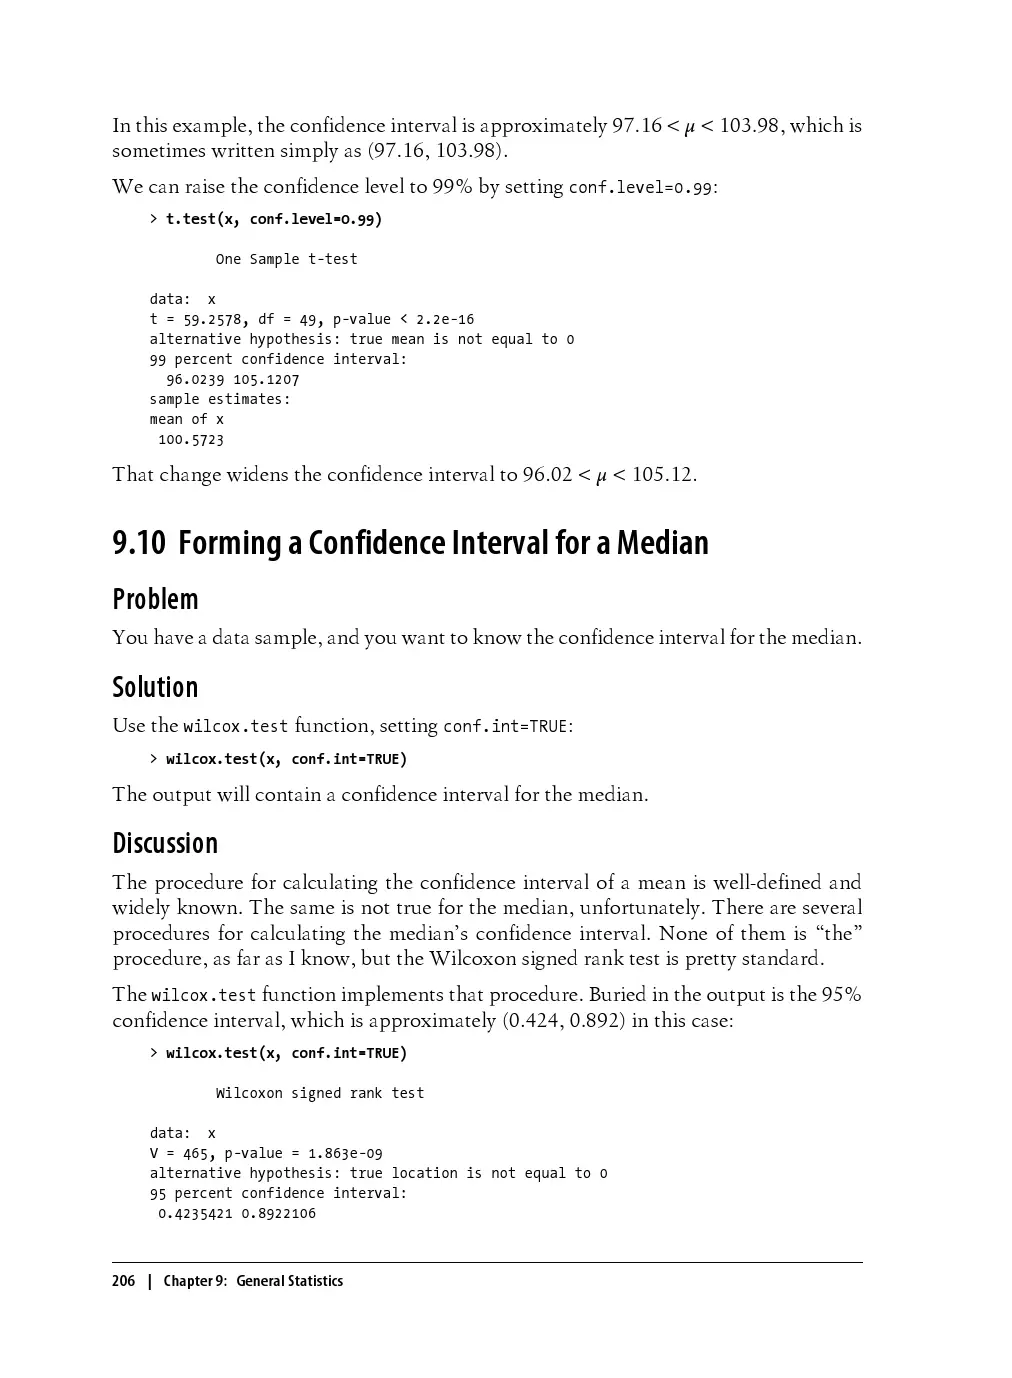 In this example, the confidence interval is approximately 97.16 < μ < 103.98, which is
sometimes written simply as (97.16, 103.98).
We can raise the confidence level to 99% by setting conf.level=0.99:
> t.test(x, conf.level=0.99)
One Sample t-test
data:  x
t = 59.2578, df = 49, p-value < 2.2e-16
alternative hypothesis: true mean is not equal to 0
99 percent confidence interval:
96.0239 105.1207
sample estimates:
mean of x
100.5723
That change widens the confidence interval to 96.02 < μ < 105.12.
9.10 Forming a Confidence Interval for a Median
Problem
You have a data sample, and you want to know the confidence interval for the median.
Solution
Use the wilcox.test function, setting conf.int=TRUE:
> wilcox.test(x, conf.int=TRUE)
The output will contain a confidence interval for the median.
Discussion
The procedure for calculating the confidence interval of a mean is well-defined and
widely known. The same is not true for the median, unfortunately. There are several
procedures for calculating the median’s confidence interval. None of them is “the”
procedure, as far as I know, but the Wilcoxon signed rank test is pretty standard.
The wilcox.test function implements that procedure. Buried in the output is the 95%
confidence interval, which is approximately (0.424, 0.892) in this case:
> wilcox.test(x, conf.int=TRUE)
Wilcoxon signed rank test
data:  x
V = 465, p-value = 1.863e-09
alternative hypothesis: true location is not equal to 0
95 percent confidence interval:
0.4235421 0.8922106
206 | Chapter 9: General Statistics